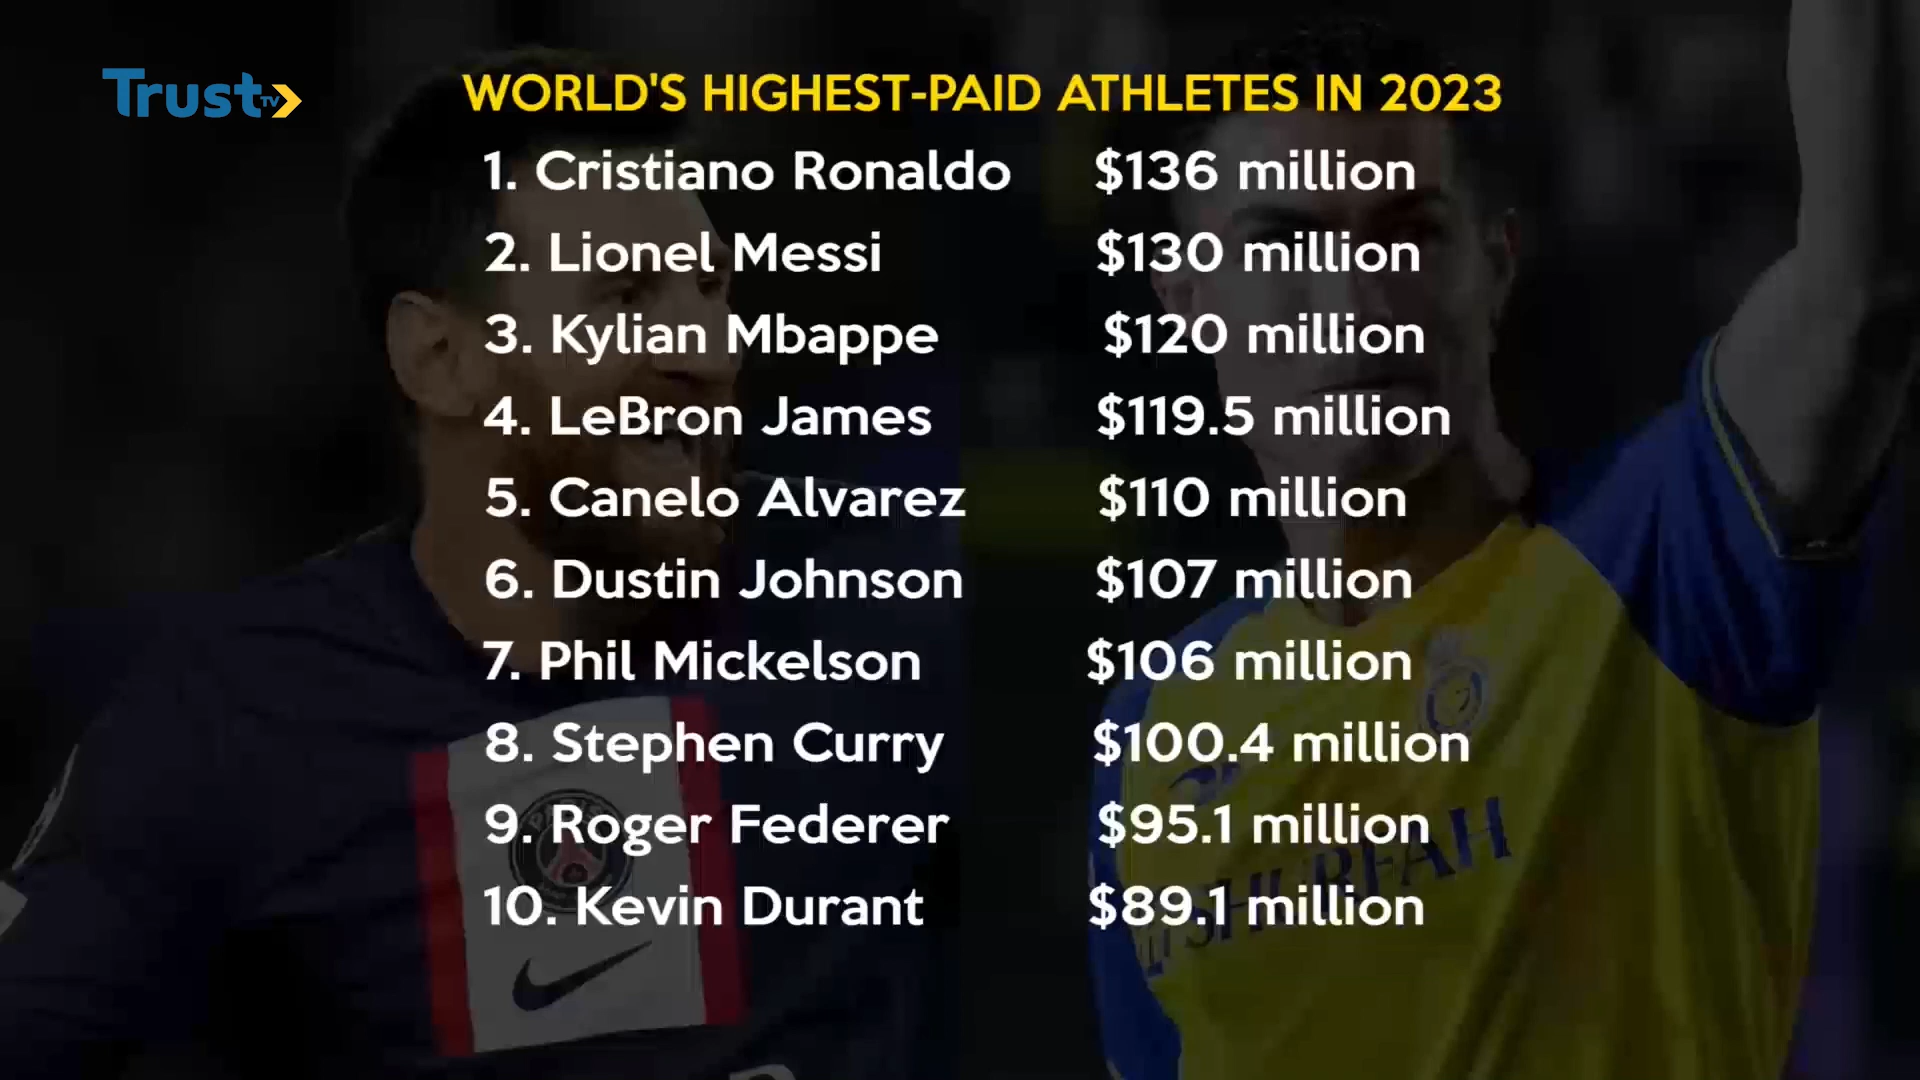 Trust TV
WORLD'S HIGHEST-PAID ATHLETES IN 2023
1. Cristiano Ronaldo $136 million
2. Lionel Messi $130 million
3. Kylian Mbappe $120 million
4. LeBron James $119.5 million
5. Canelo Alvarez $110 million
6. Dustin Johnson $107 million
7. Phil Mickelson $106 million
8. Stephen Curry $100.4 million
9. Roger Federer $95.1 million
10. Kevin Durant $89.1 million
PARIS